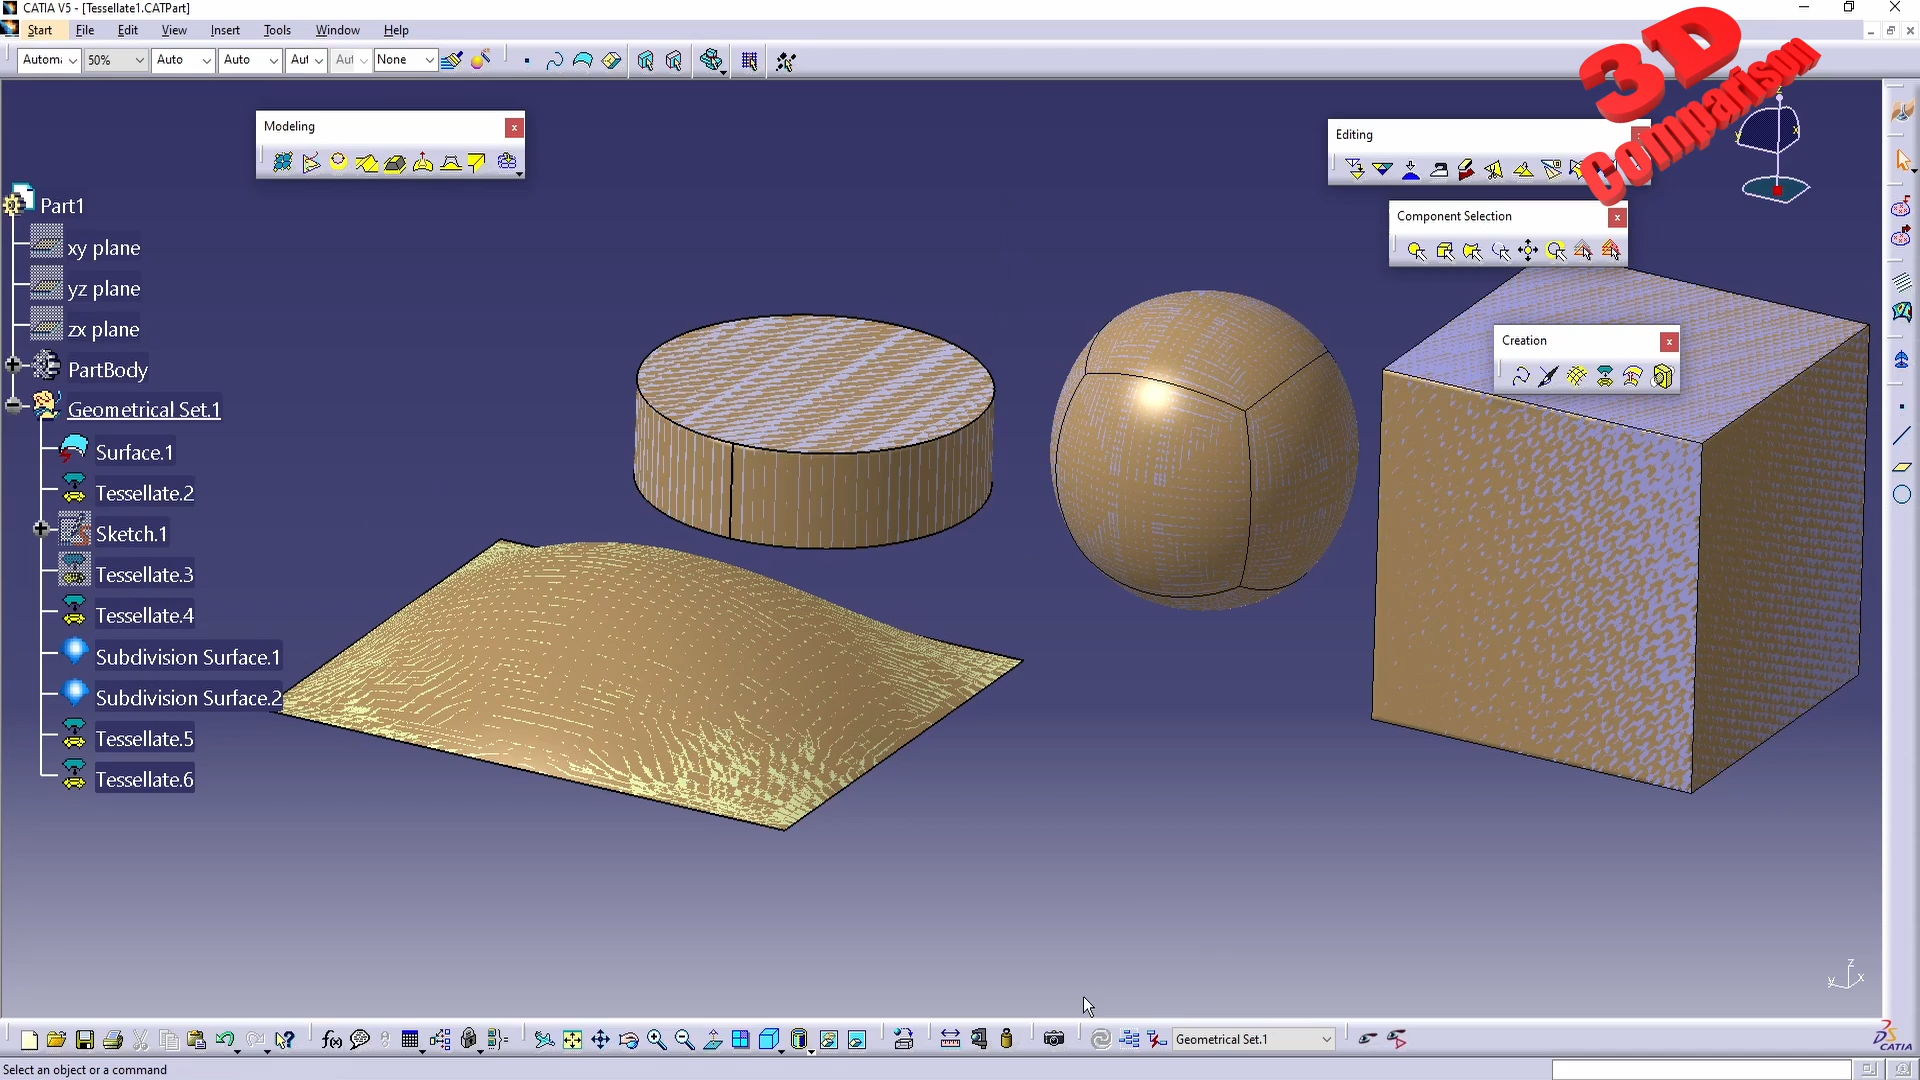 CATIA V5 - [Tessellate1.CATPart]
Start File Edit View Insert Tools Window Help
50% Auto Auto Aut None
3D
Comparison
Modeling
Editing
Component Selection
Creation
Part1
xy plane
yz plane
zx plane
PartBody
Geometrical Set.1
Surface.1
Tessellate.2
Sketch.1
Tessellate.3
Tessellate.4
Subdivision Surface.1
Subdivision Surface.2
Tessellate.5
Tessellate.6
z
y x
f(x)
Geometrical Set.1
CATIA
Select an object or a command